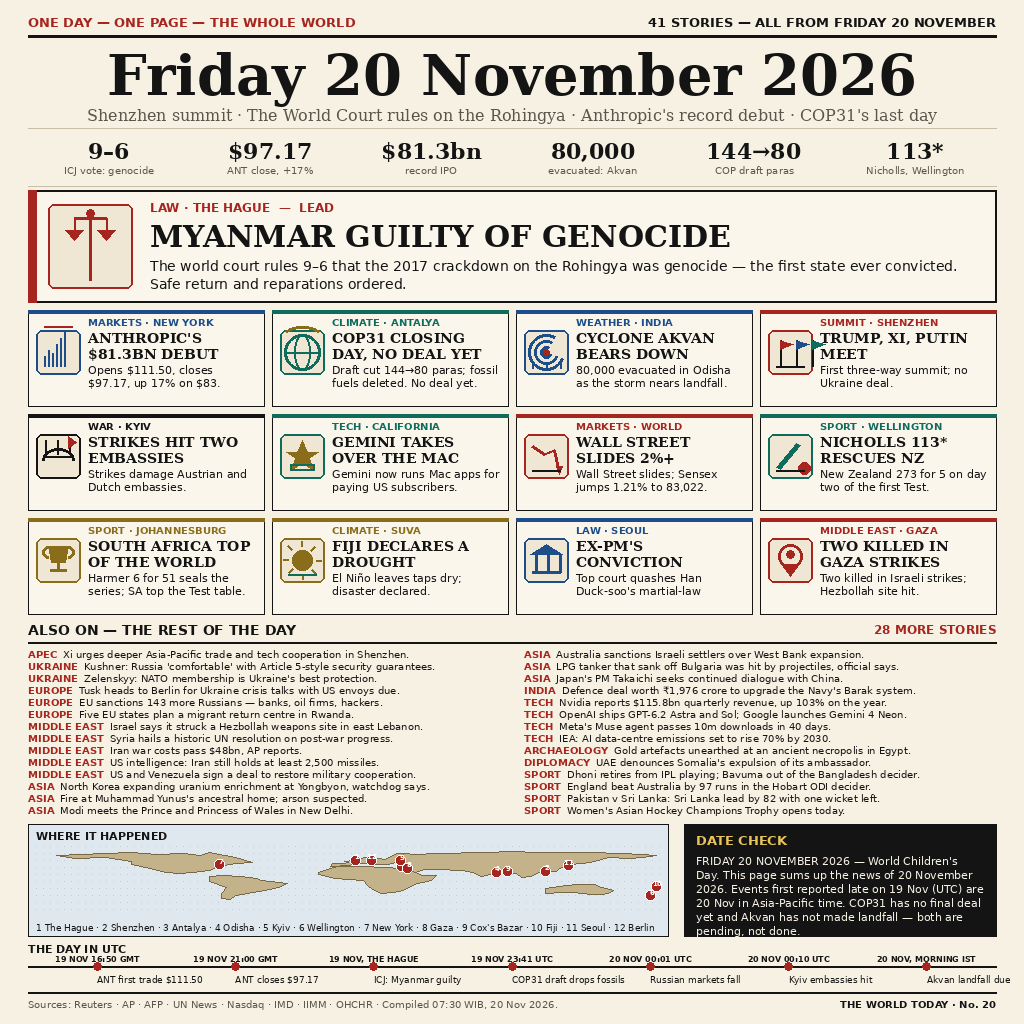 ONE DAY — ONE PAGE — THE WHOLE WORLD
41 STORIES — ALL FROM FRIDAY 20 NOVEMBER
Friday 20 November 2026
Shenzhen summit · The World Court rules on the Rohingya · Anthropic's record debut · COP31's last day
9–6
ICJ vote: genocide
$97.17
ANT close, +17%
$81.3bn
record IPO
80,000
evacuated: Akvan
144→80
COP draft paras
113*
Nicholls, Wellington
LAW · THE HAGUE — LEAD
MYANMAR GUILTY OF GENOCIDE
The world court rules 9–6 that the 2017 crackdown on the Rohingya was genocide — the first state ever convicted.
Safe return and reparations ordered.
MARKETS · NEW YORK
ANTHROPIC'S
$81.3BN DEBUT
Opens $111.50, closes
$97.17, up 17% on $83.
CLIMATE · ANTALYA
COP31 CLOSING
DAY, NO DEAL YET
Draft cut 144→80 paras; fossil
fuels deleted. No deal yet.
WEATHER · INDIA
CYCLONE AKVAN
BEARS DOWN
80,000 evacuated in Odisha
as the storm nears landfall.
SUMMIT · SHENZHEN
TRUMP, XI, PUTIN
MEET
First three-way summit; no
Ukraine deal.
WAR · KYIV
STRIKES HIT TWO
EMBASSIES
Strikes damage Austrian and
Dutch embassies.
TECH · CALIFORNIA
GEMINI TAKES
OVER THE MAC
Gemini now runs Mac apps for
paying US subscribers.
MARKETS · WORLD
WALL STREET
SLIDES 2%+
Wall Street slides; Sensex
jumps 1.21% to 83,022.
SPORT · WELLINGTON
NICHOLLS 113*
RESCUES NZ
New Zealand 273 for 5 on day
two of the first Test.
SPORT · JOHANNESBURG
SOUTH AFRICA TOP
OF THE WORLD
Harmer 6 for 51 seals the
series; SA top the Test table.
CLIMATE · SUVA
FIJI DECLARES A
DROUGHT
El Niño leaves taps dry;
disaster declared.
LAW · SEOUL
EX-PM'S
CONVICTION
Top court quashes Han
Duck-soo's martial-law
MIDDLE EAST · GAZA
TWO KILLED IN
GAZA STRIKES
Two killed in Israeli strikes;
Hezbollah site hit.
ALSO ON — THE REST OF THE DAY
28 MORE STORIES
APEC Xi urges deeper Asia-Pacific trade and tech cooperation in Shenzhen.
UKRAINE Kushner: Russia 'comfortable' with Article 5-style security guarantees.
UKRAINE Zelenskyy: NATO membership is Ukraine's best protection.
EUROPE Tusk heads to Berlin for Ukraine crisis talks with US envoys due.
EUROPE EU sanctions 143 more Russians — banks, oil firms, hackers.
EUROPE Five EU states plan a migrant return centre in Rwanda.
MIDDLE EAST Israel says it struck a Hezbollah weapons site in east Lebanon.
MIDDLE EAST Syria hails a historic UN resolution on post-war progress.
MIDDLE EAST Iran war costs pass $48bn, AP reports.
MIDDLE EAST US intelligence: Iran still holds at least 2,500 missiles.
MIDDLE EAST US and Venezuela sign a deal to restore military cooperation.
ASIA North Korea expanding uranium enrichment at Yongbyon, watchdog says.
ASIA Fire at Muhammad Yunus's ancestral home; arson suspected.
ASIA Modi meets the Prince and Princess of Wales in New Delhi.
ASIA Australia sanctions Israeli settlers over West Bank expansion.
ASIA LPG tanker that sank off Bulgaria was hit by projectiles, official says.
ASIA Japan's PM Takaichi seeks continued dialogue with China.
INDIA Defence deal worth ₹1,976 crore to upgrade the Navy's Barak system.
TECH Nvidia reports $115.8bn quarterly revenue, up 103% on the year.
TECH OpenAI ships GPT-6.2 Astra and Sol; Google launches Gemini 4 Neon.
TECH Meta's Muse agent passes 10m downloads in 40 days.
TECH IEA: AI data-centre emissions set to rise 70% by 2030.
ARCHAEOLOGY Gold artefacts unearthed at an ancient necropolis in Egypt.
DIPLOMACY UAE denounces Somalia's expulsion of its ambassador.
SPORT Dhoni retires from IPL playing; Bavuma out of the Bangladesh decider.
SPORT England beat Australia by 97 runs in the Hobart ODI decider.
SPORT Pakistan v Sri Lanka: Sri Lanka lead by 82 with one wicket left.
SPORT Women's Asian Hockey Champions Trophy opens today.
WHERE IT HAPPENED
1 The Hague · 2 Shenzhen · 3 Antalya · 4 Odisha · 5 Kyiv · 6 Wellington · 7 New York · 8 Gaza · 9 Cox's Bazar · 10 Fiji · 11 Seoul · 12 Berlin
DATE CHECK
FRIDAY 20 NOVEMBER 2026 — World Children's
Day. This page sums up the news of 20 November
2026. Events first reported late on 19 Nov (UTC) are
20 Nov in Asia-Pacific time. COP31 has no final deal
yet and Akvan has not made landfall — both are
pending, not done.
THE DAY IN UTC
19 NOV 16:50 GMT
19 NOV 21:00 GMT
19 NOV, THE HAGUE
19 NOV 23:41 UTC
20 NOV 00:01 UTC
20 NOV 00:10 UTC
20 NOV, MORNING IST
ANT first trade $111.50
ANT closes $97.17
ICJ: Myanmar guilty
COP31 draft drops fossils
Russian markets fall
Kyiv embassies hit
Akvan landfall due
Sources: Reuters · AP · AFP · UN News · Nasdaq · IMD · IIMM · OHCHR · Compiled 07:30 WIB, 20 Nov 2026.
THE WORLD TODAY · No. 20